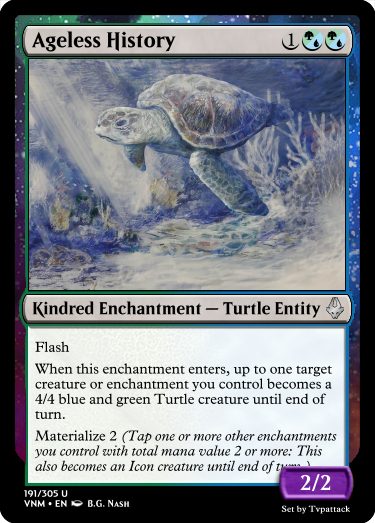 Ageless History 1
Kindred Enchantment — Turtle Entity
Flash
When this enchantment enters, up to one target
creature or enchantment you control becomes a
4/4 blue and green Turtle creature until end of
turn.
Materialize 2 (Tap one or more other enchantments
you control with total mana value 2 or more: This
also becomes an Icon creature until end of turn.)
2/2
191/305 U
VNM • EN B.G. Nash
Set by Tvpattack